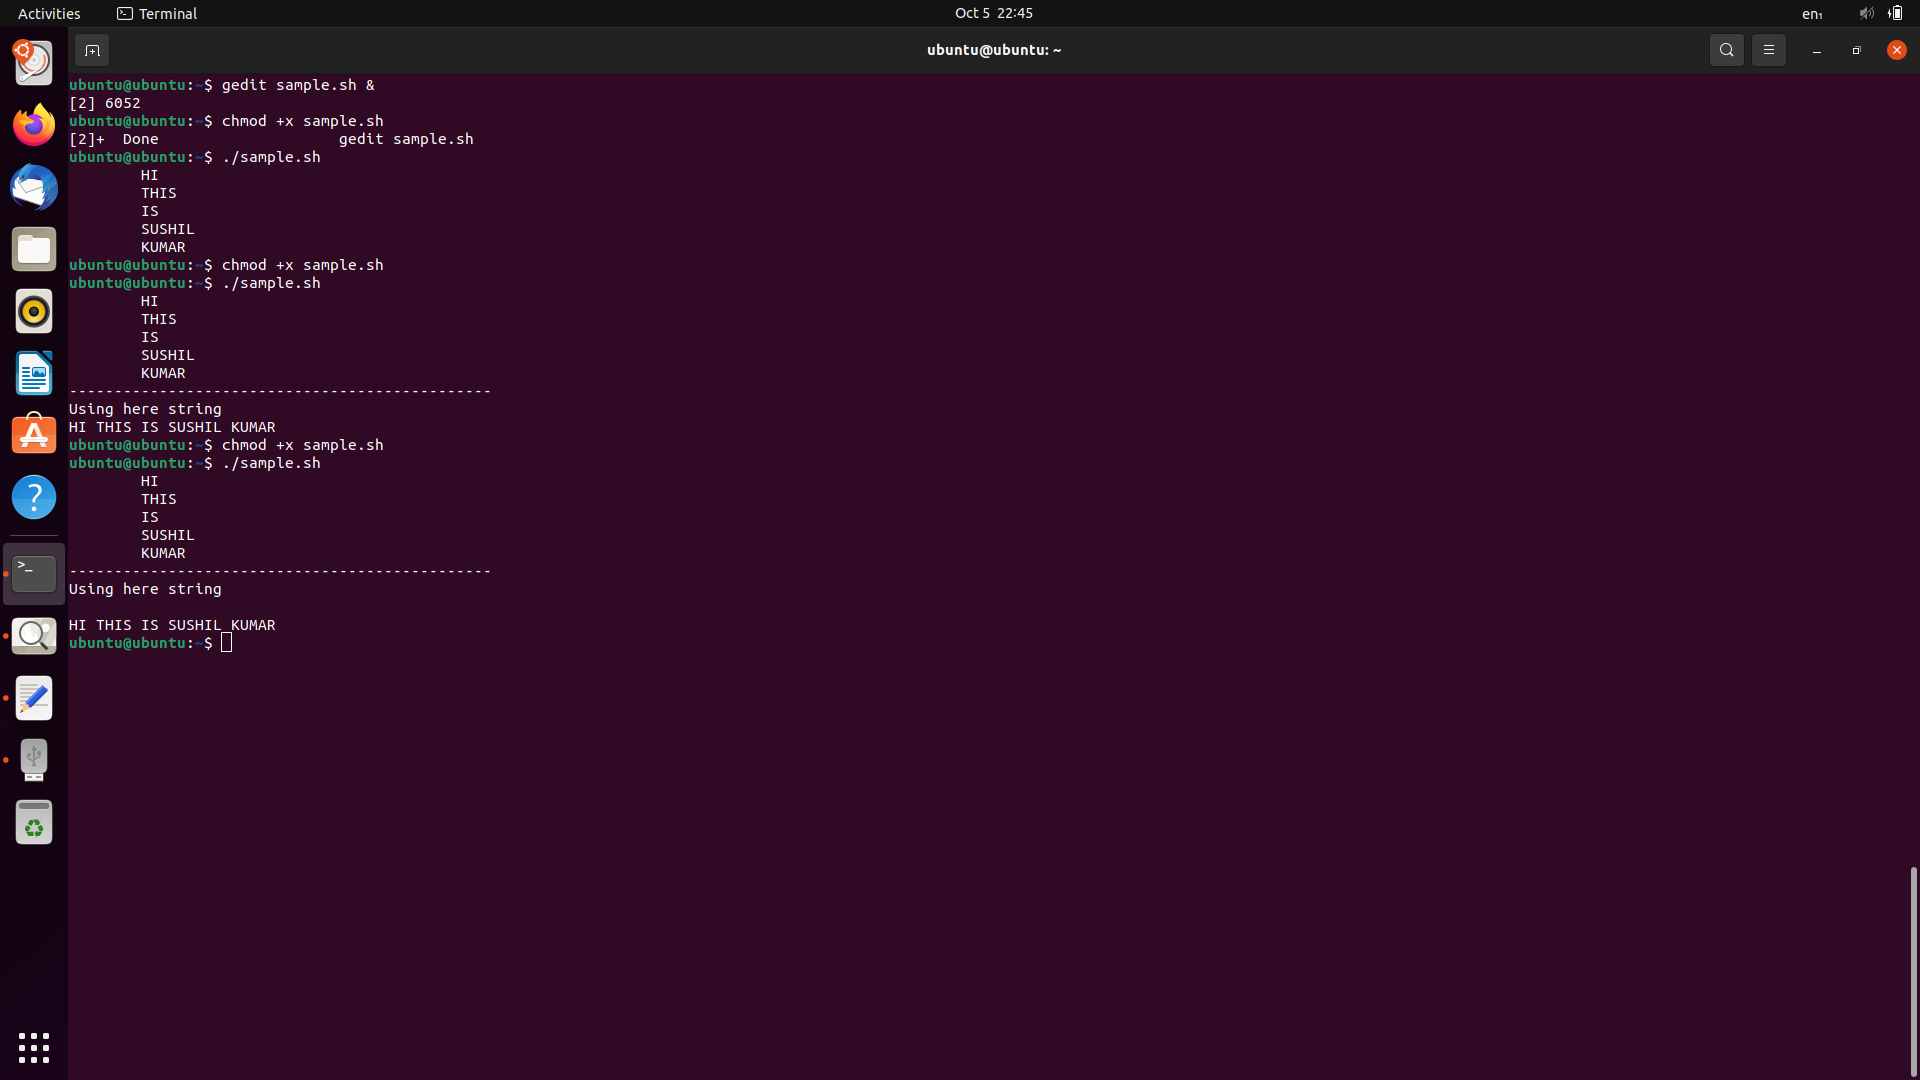 Activities
Terminal
Oct 5 22:45
en₁
ubuntu@ubuntu: ~
ubuntu@ubuntu:~$ gedit sample.sh &
[2] 6052
ubuntu@ubuntu:~$ chmod +x sample.sh
[2]+  Done                    gedit sample.sh
ubuntu@ubuntu:~$ ./sample.sh
        HI
        THIS
        IS
        SUSHIL
        KUMAR
ubuntu@ubuntu:~$ chmod +x sample.sh
ubuntu@ubuntu:~$ ./sample.sh
        HI
        THIS
        IS
        SUSHIL
        KUMAR
-----------------------------------------------
Using here string
HI THIS IS SUSHIL KUMAR
ubuntu@ubuntu:~$ chmod +x sample.sh
ubuntu@ubuntu:~$ ./sample.sh
        HI
        THIS
        IS
        SUSHIL
        KUMAR
-----------------------------------------------
Using here string

HI THIS IS SUSHIL KUMAR
ubuntu@ubuntu:~$